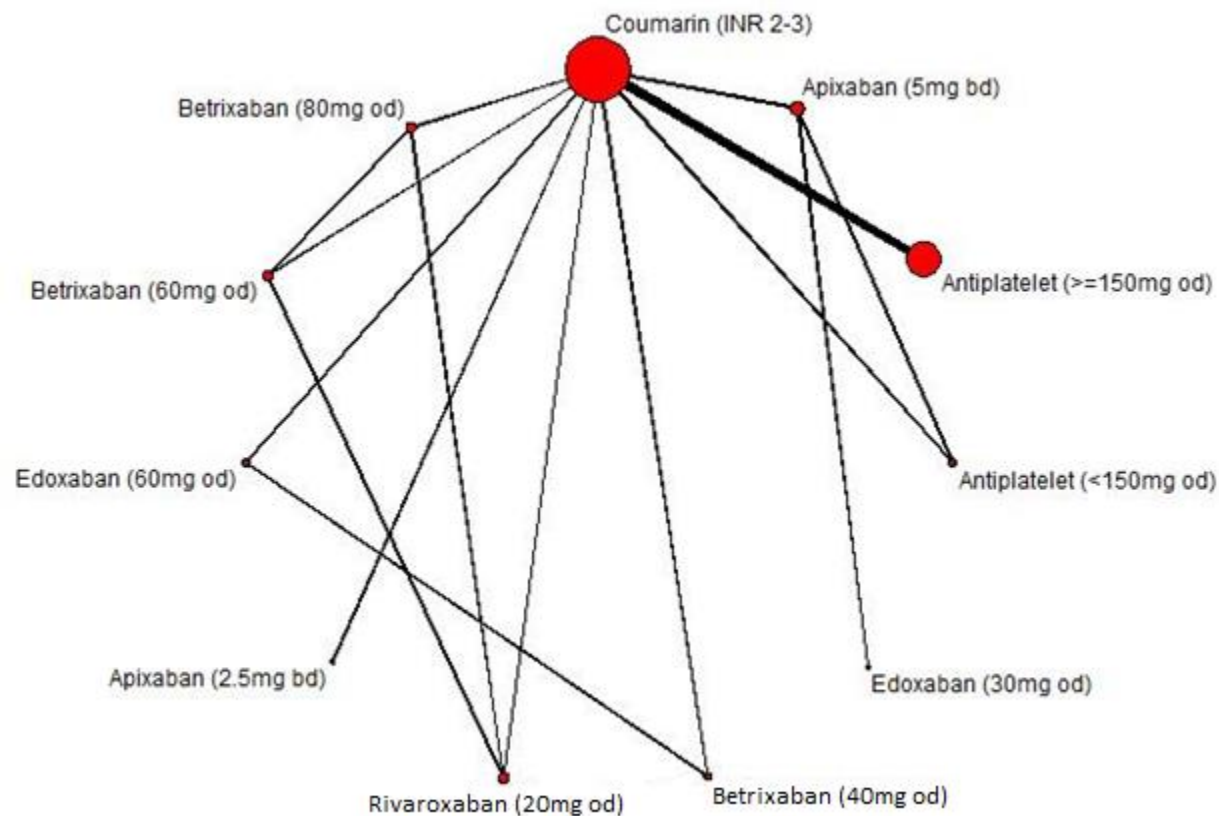 Coumarin (INR 2-3)
Apixaban (5mg bd)
Betrixaban (80mg od)
Antiplatelet (>=150mg od)
Betrixaban (60mg od)
Edoxaban (60mg od)
Antiplatelet (<150mg od)
Apixaban (2.5mg bd)
Edoxaban (30mg od)
Rivaroxaban (20mg od)
Betrixaban (40mg od)